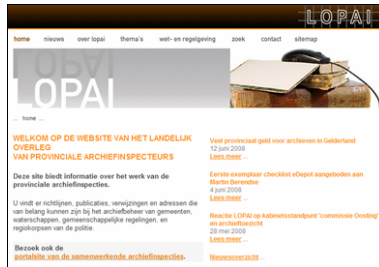 LOPAI
home nieuws over lopai thema's wet- en regelgeving zoek contact sitemap
LOPAI
... home ...
WELKOM OP DE WEBSITE VAN HET LANDELIJK
OVERLEG
VAN PROVINCIALE ARCHIEFINSPECTEURS
Deze site biedt informatie over het werk van de
provinciale archiefinspecties.
U vindt er richtlijnen, publicaties, verwijzingen en adressen die
van belang kunnen zijn bij het archiefbeheer van gemeenten,
waterschappen, gemeenschappelijke regelingen, en
regiokorpsen van de politie.
Bezoek ook de
portalsite van de samenwerkende archiefinspecties.
Veel provinciaal geld voor archieven in Gelderland
12 juni 2008
Lees meer ...
Eerste exemplaar checklist eDepot aangeboden aan
Martin Berendse
4 juni 2008
Lees meer ...
Reactie LOPAI op kabinetsstandpunt 'commissie Oosting'
en archieftoezicht
28 mei 2008
Lees meer ...
Nieuwsoverzicht ...